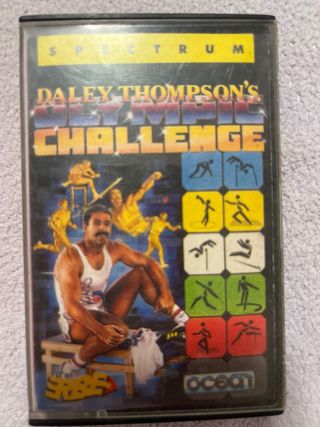 SPECTRUM
DALEY THOMPSON'S
OLYMPIC
CHALLENGE
ocean